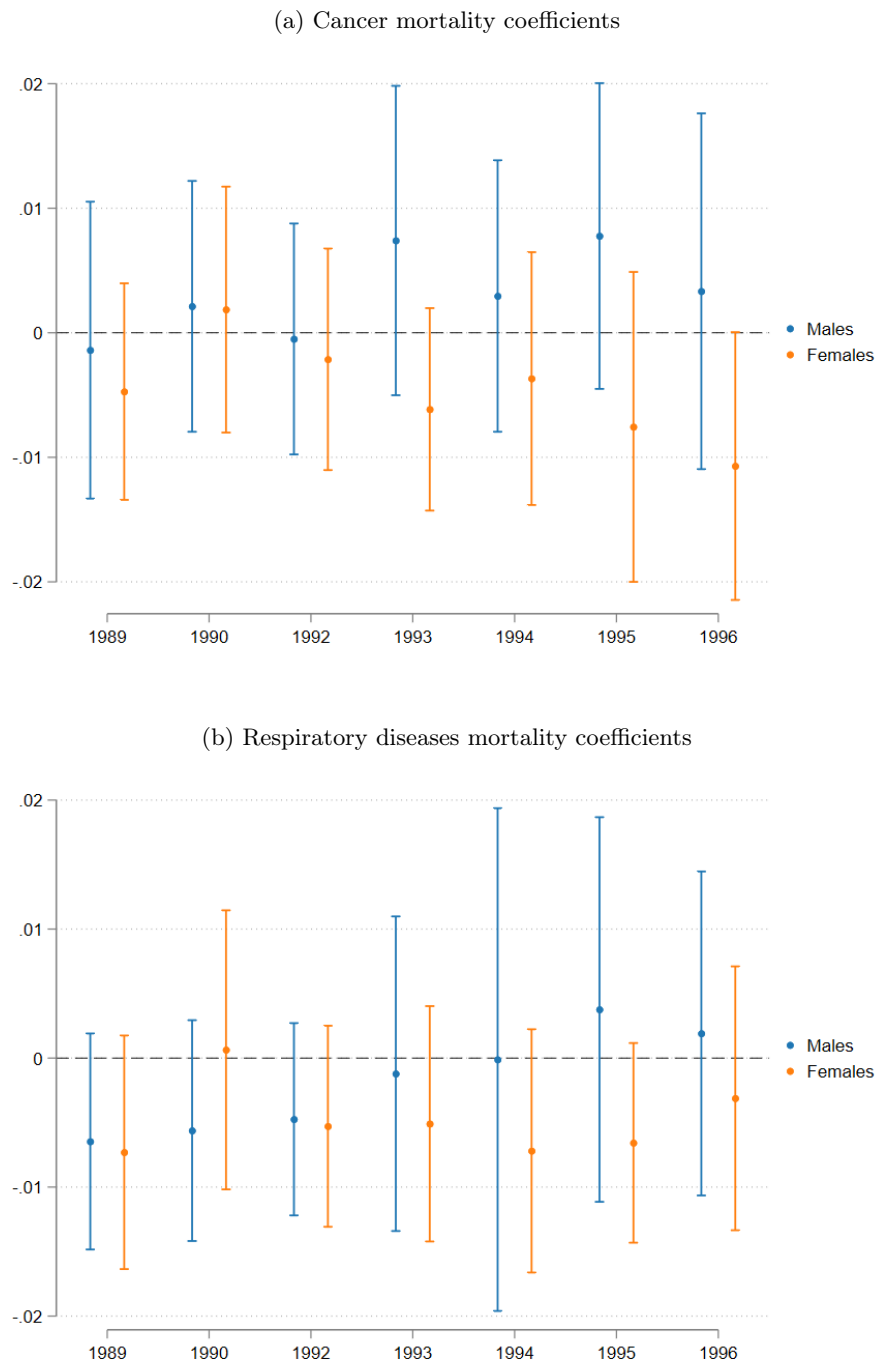 (a) Cancer mortality coefficients
.02
.01
0
-.01
-.02
1989 1990 1992 1993 1994 1995 1996
Males
Females
(b) Respiratory diseases mortality coefficients
.02
.01
0
-.01
-.02
1989 1990 1992 1993 1994 1995 1996
Males
Females